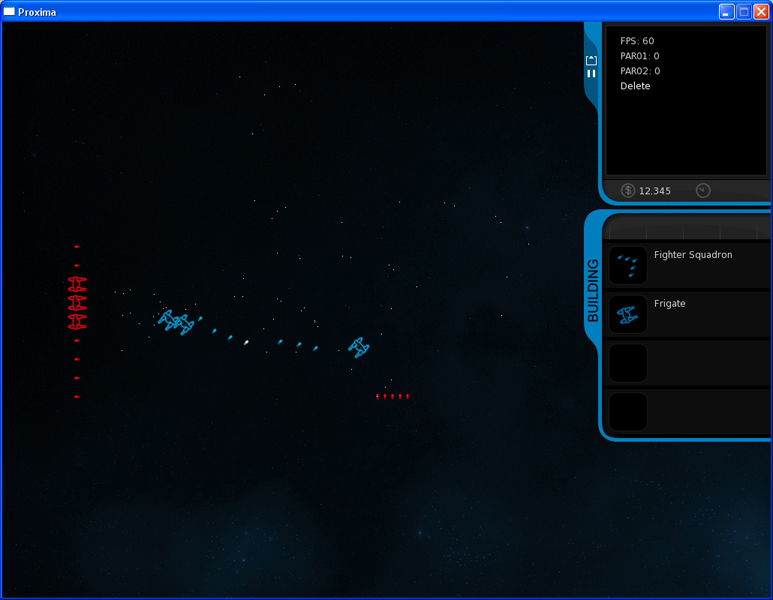 Proxima
FPS: 60
PAR01: 0
PAR02: 0
Delete
$ 12.345
BUILDING
Fighter Squadron
Frigate